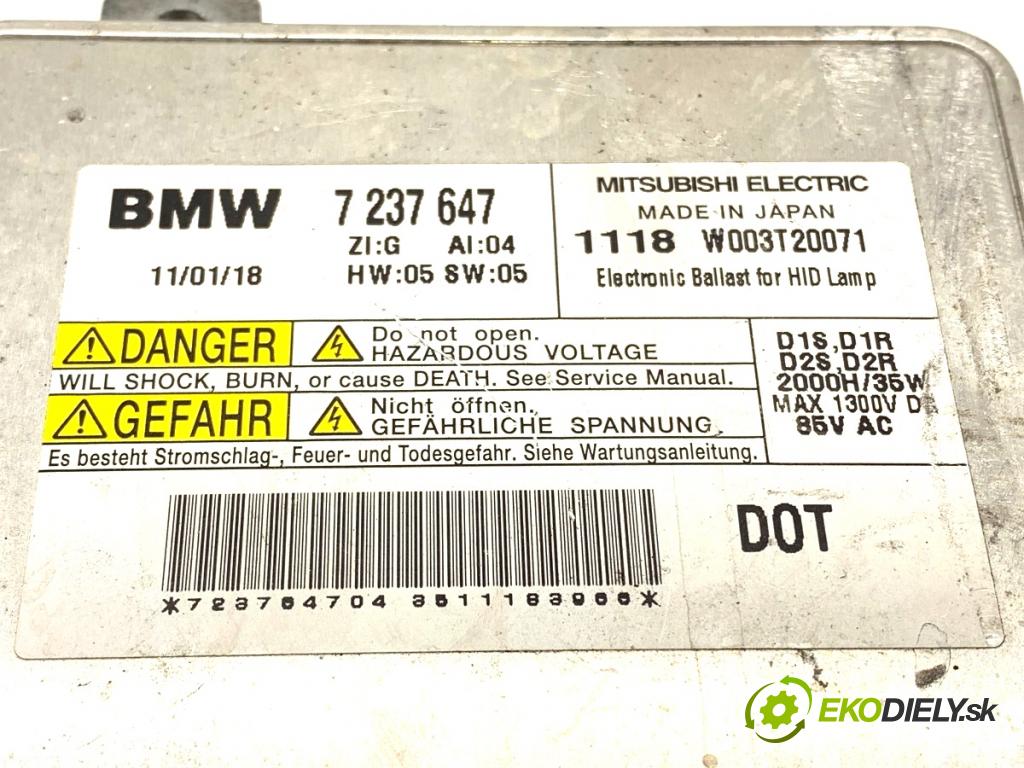 BMW 7 237 647
ZI:G AI:04
11/01/18 HW:05 SW:05
MITSUBISHI ELECTRIC
MADE IN JAPAN
1118 W003T20071
Electronic Ballast for HID Lamp
DANGER Do not open.
HAZARDOUS VOLTAGE
WILL SHOCK, BURN, or cause DEATH. See Service Manual.
GEFAHR Nicht öffnen.
GEFÄHRLICHE SPANNUNG
Es besteht Stromschlag-, Feuer- und Todesgefahr. Siehe Wartungsanleitung.
D1S,D1R
D2S,D2R
2000H/35W
MAX 1300V
85V AC
*723764704 3511183966*
DOT
EKODIELY.sk